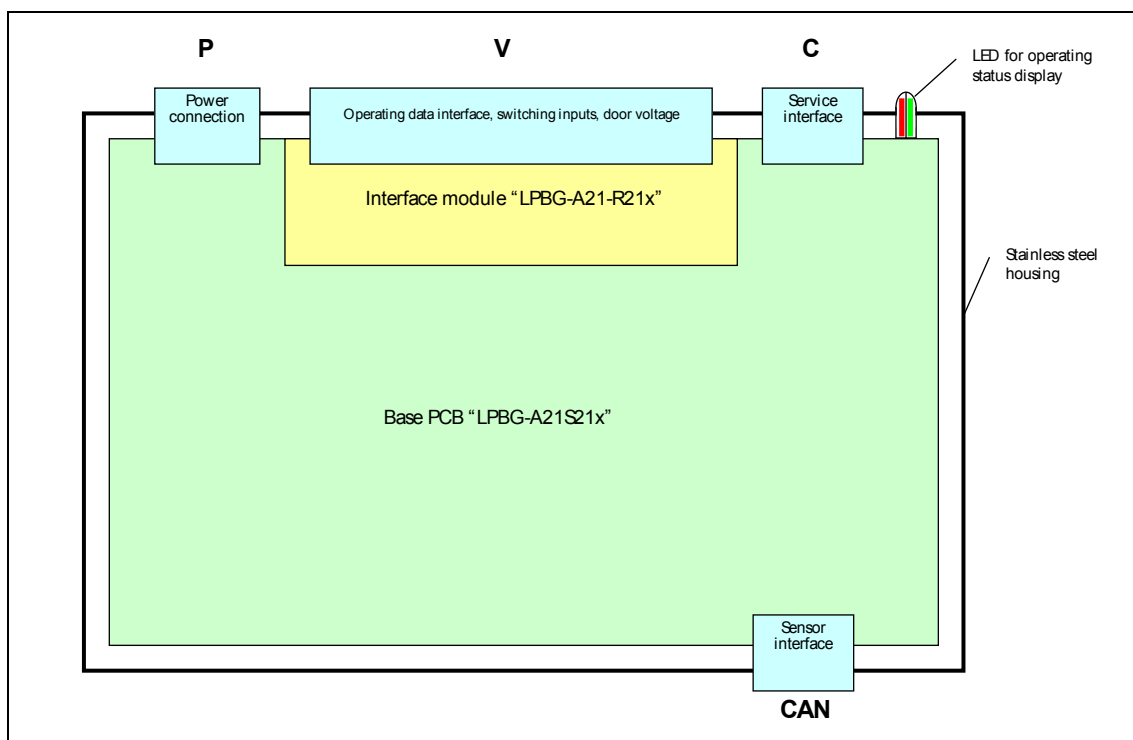 P
V
C
LED for operating
status display
Power
connection
Operating data interface, switching inputs, door voltage
Service
interface
Interface module “LPBG-A21-R21x”
Stainless steel
housing
Base PCB “LPBG-A21S21x”
Sensor
interface
CAN